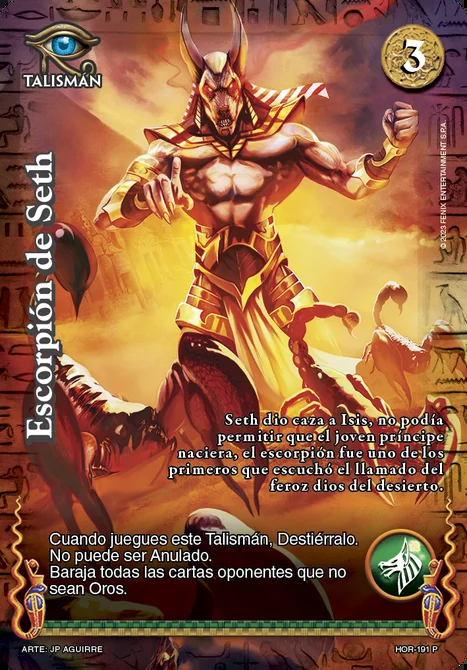 TALISMÁN
3
Escorpión de Seth
© 2023 FENIX ENTERTAINMENT S.P.A.
Seth dio caza a Isis, no podía
permitir que el joven príncipe
naciera, el escorpión fue uno de los
primeros que escuchó el llamado del
feroz dios del desierto.
Cuando juegues este Talismán, Destiérralo.
No puede ser Anulado.
Baraja todas las cartas oponentes que no
sean Oros.
ARTE: JP AGUIRRE
HOR-191 P